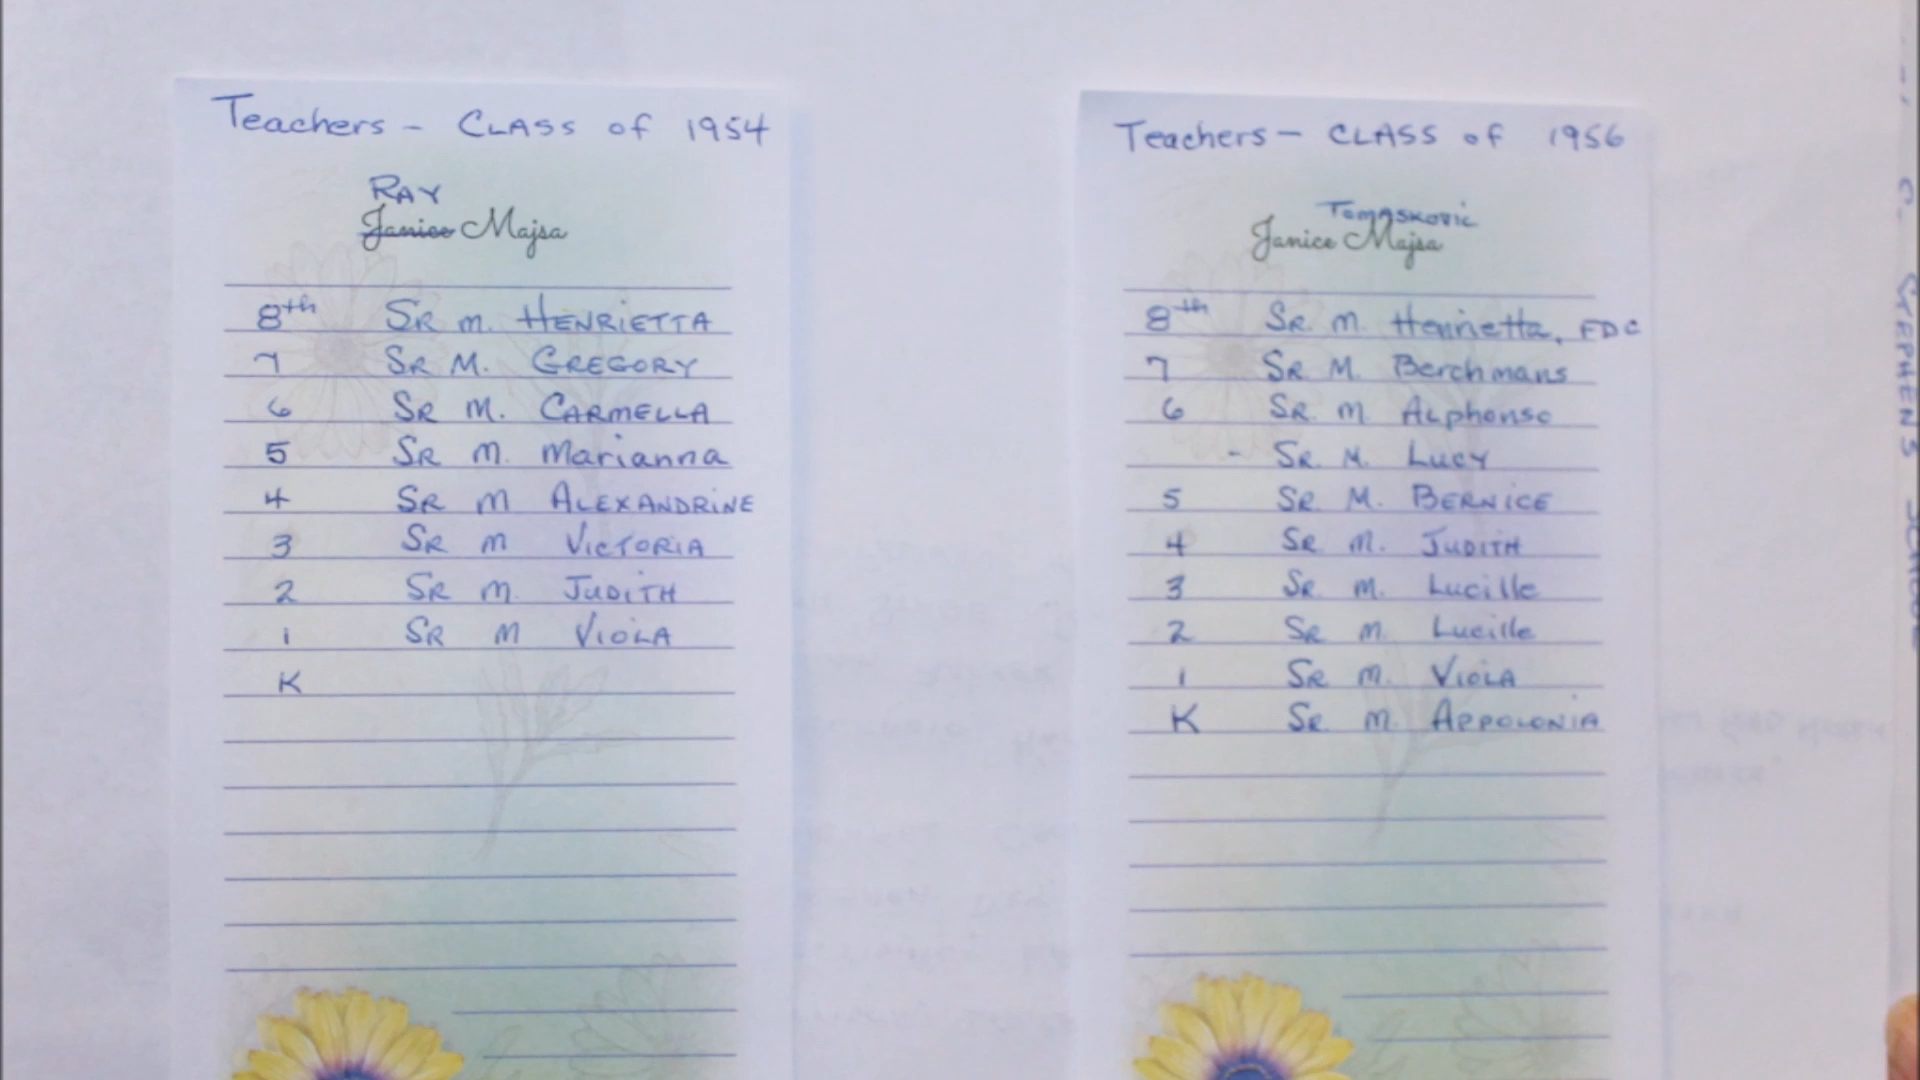 Teachers - CLASS of 1954
RAY
Janice Majsa
8th SR M. HENRIETTA
7 SR M. GREGORY
6 SR M. CARMELLA
5 SR M. Marianna
4 SR M ALEXANDRINE
3 SR M VICTORIA
2 SR M. JUDITH
1 SR M VIOLA
K
Teachers - CLASS of 1956
Tomaskovic
Janice Majsa
8th SR. M. Henrietta, FDC
7 SR M. Berchmans
6 SR. M Alphonse
- SR. M. LUCY
5 SR M. BERNICE
4 SR M. JUDITH
3 SR M. Lucille
2 SR M. Lucille
1 SR M. VIOLA
K SR. M. APPOLONIA
STEPHENS SCHOOL